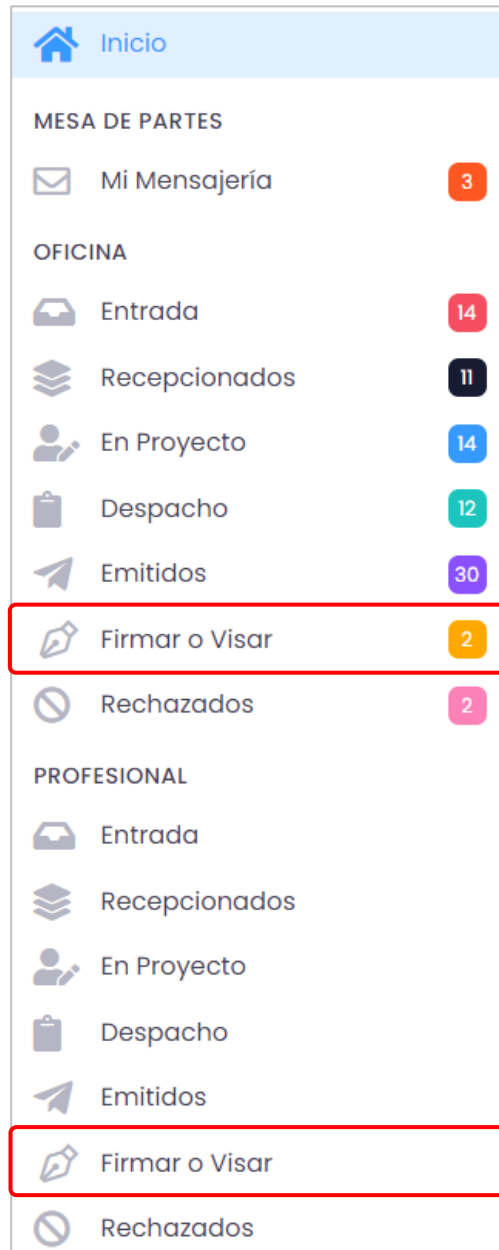 Inicio
MESA DE PARTES
Mi Mensajería 3
OFICINA
Entrada 14
Recepcionados 11
En Proyecto 14
Despacho 12
Emitidos 30
Firmar o Visar 2
Rechazados 2
PROFESIONAL
Entrada
Recepcionados
En Proyecto
Despacho
Emitidos
Firmar o Visar
Rechazados